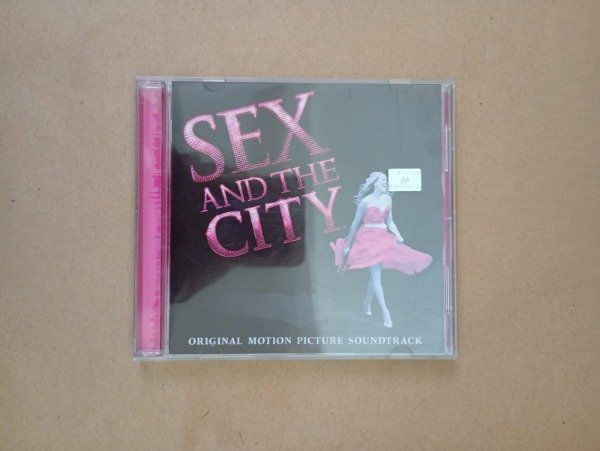 SEX
AND THE
CITY
ORIGINAL MOTION PICTURE SOUNDTRACK